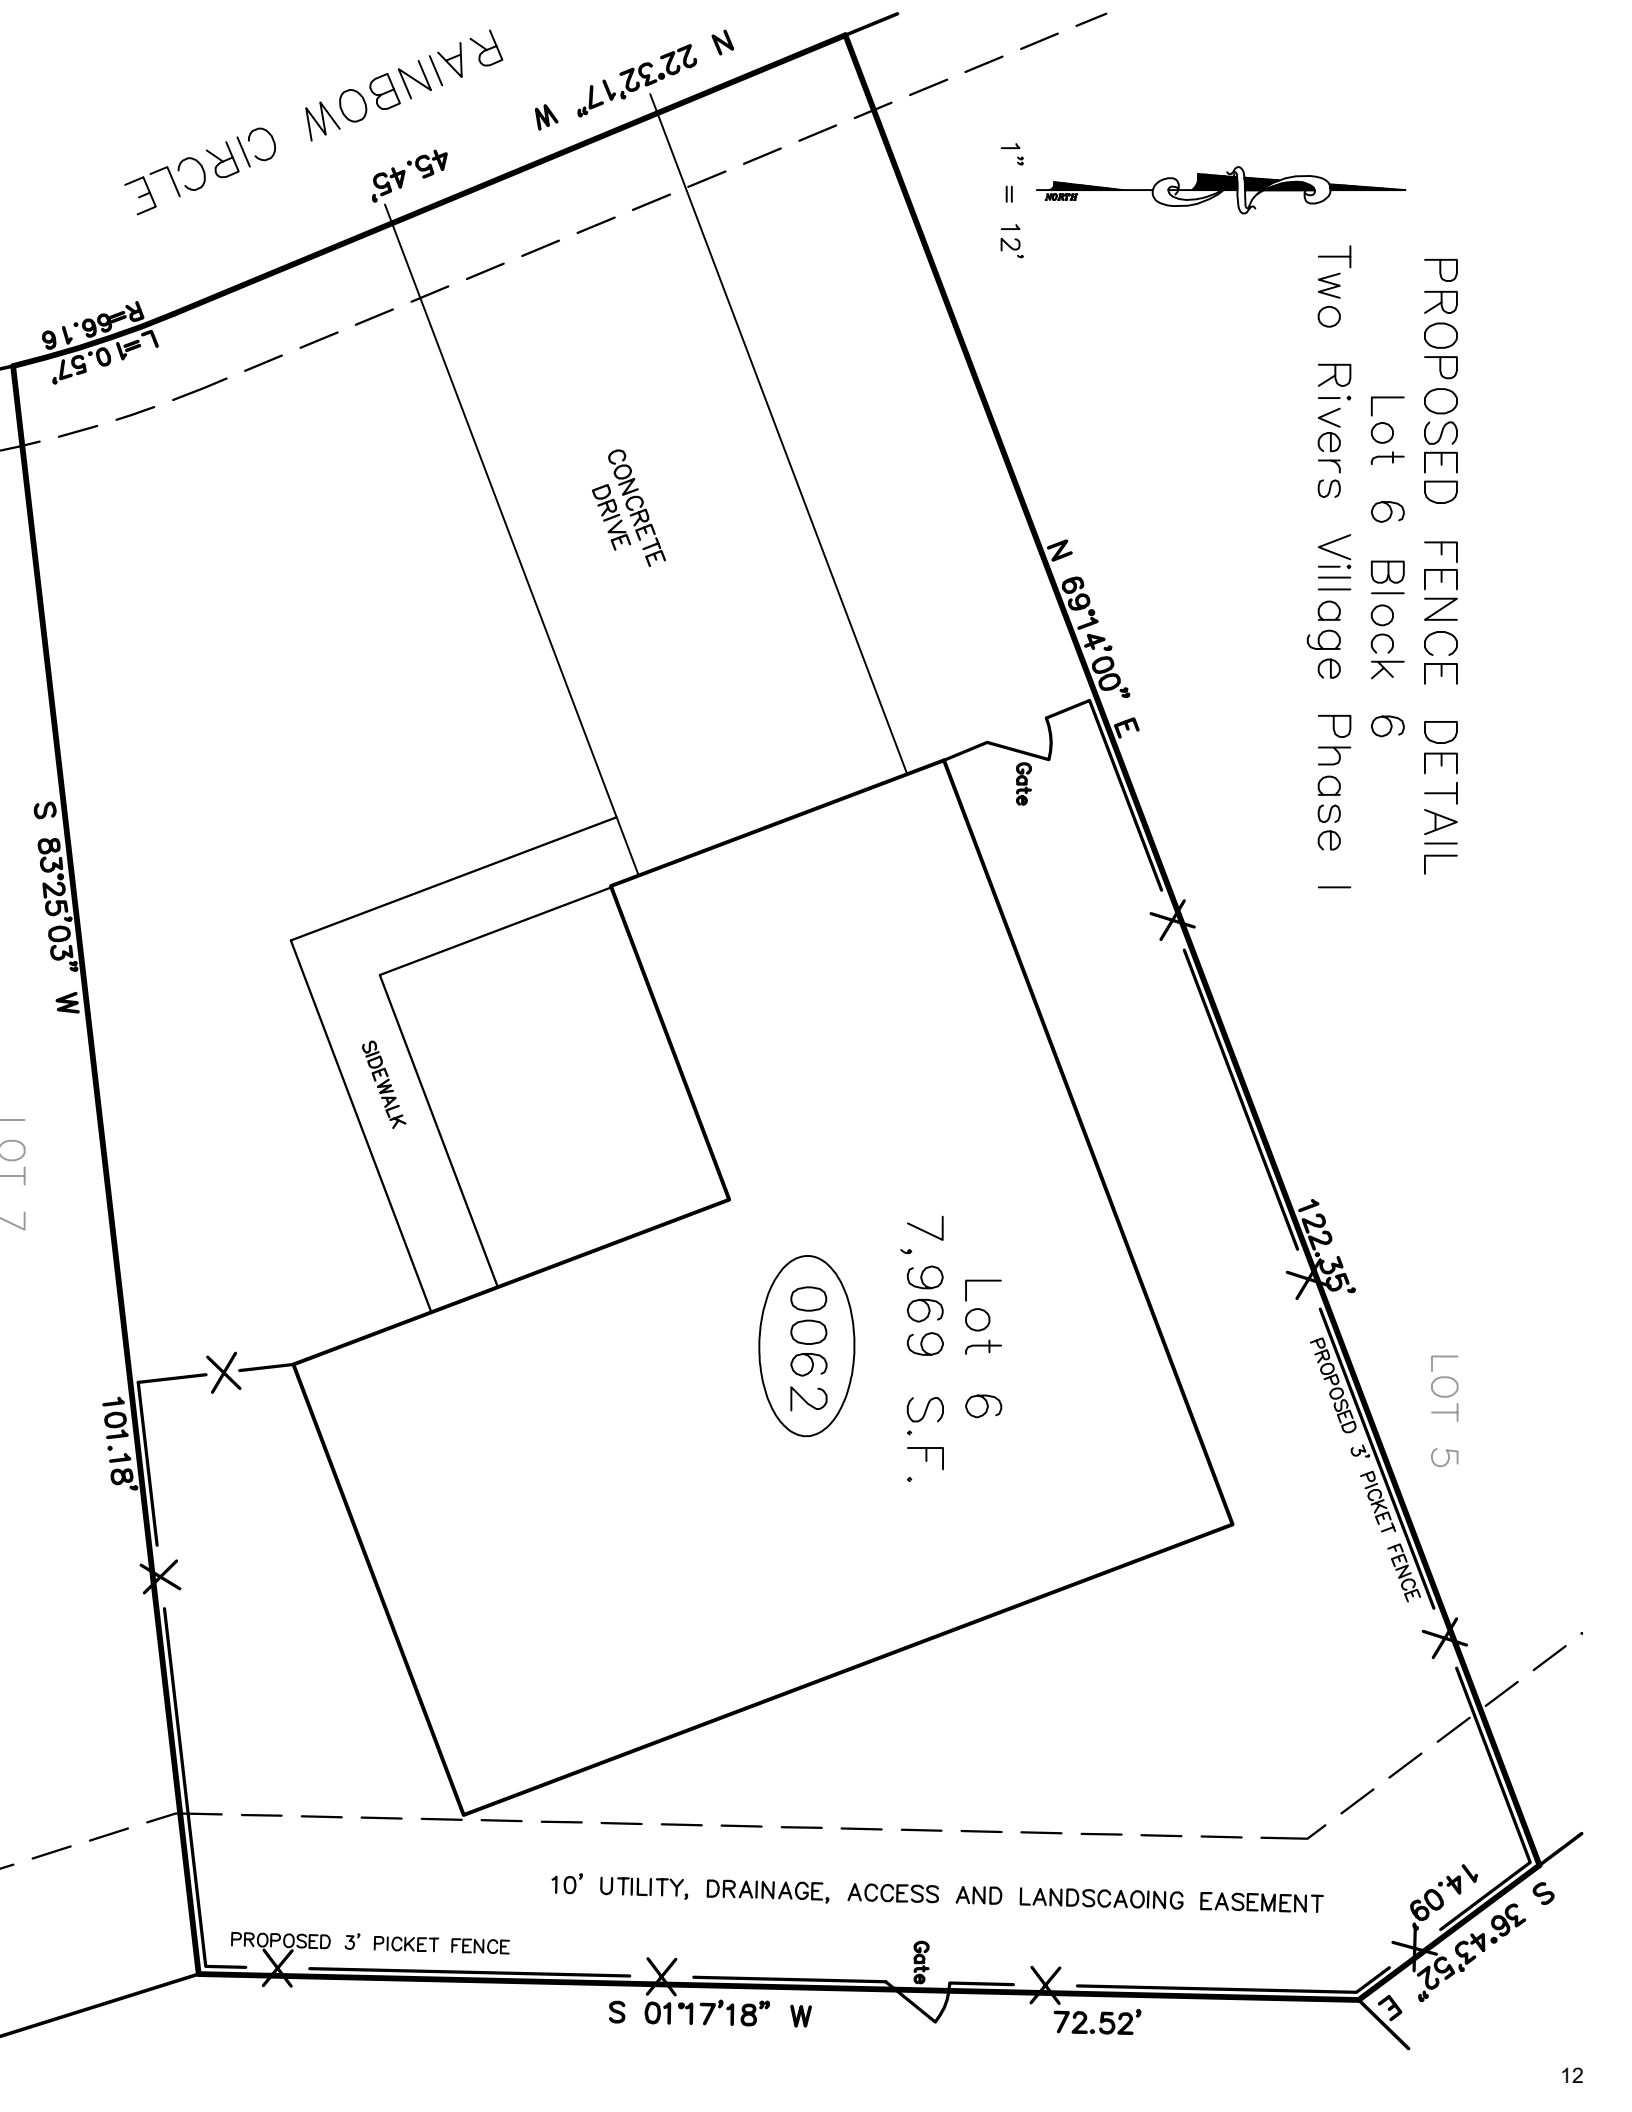 PROPOSED FENCE DETAIL
Lot 6 Block 6
Two Rivers Village Phase I
NORTH
1" = 12'
RAINBOW CIRCLE
N 22°32'17" W
45.45'
R=66.16
L=10.57'
CONCRETE
DRIVE
N 69°14'00" E
122.35'
Gate
PROPOSED 3' PICKET FENCE
LOT 5
SIDEWALK
Lot 6
7,969 S.F.
0062
S 83°25'03" W
101.18'
LOT 7
14.09'
S 36°43'52" E
10' UTILITY, DRAINAGE, ACCESS AND LANDSCAOING EASEMENT
PROPOSED 3' PICKET FENCE
Gate
S 01°17'18" W
72.52'
12